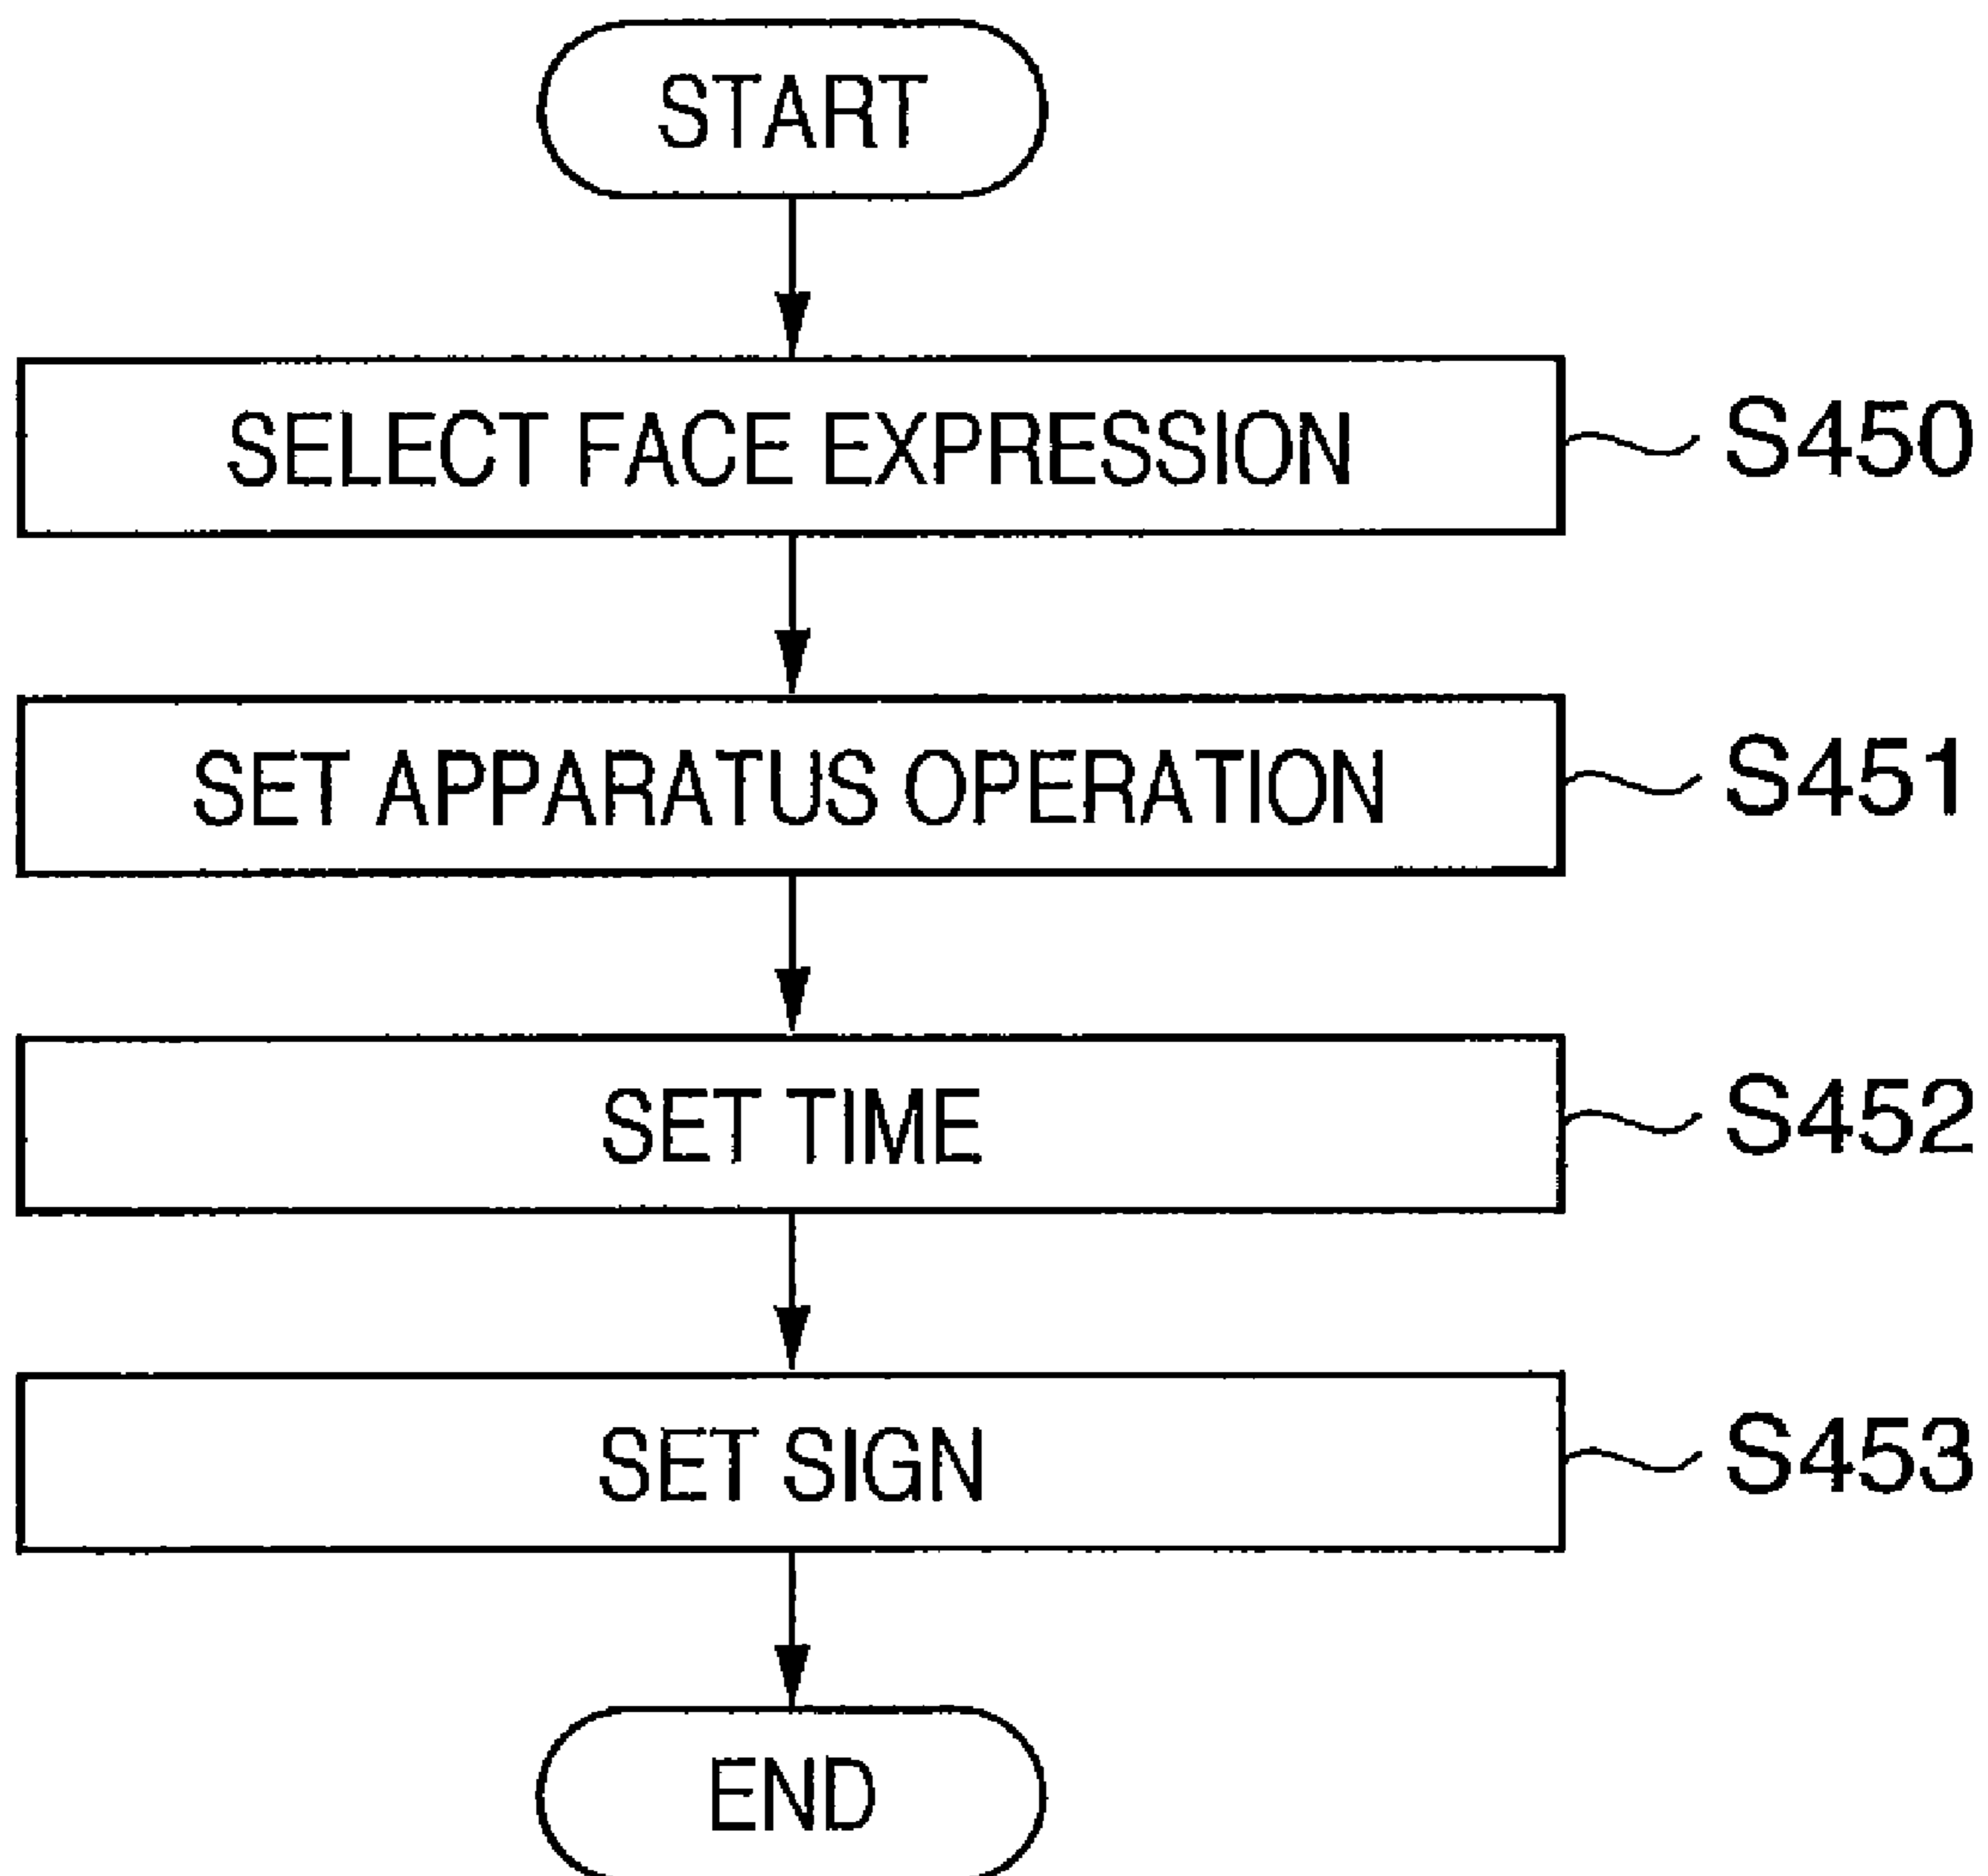 START
SELECT FACE EXPRESSION S450
SET APPARATUS OPERATION S451
SET TIME S452
SET SIGN S453
END